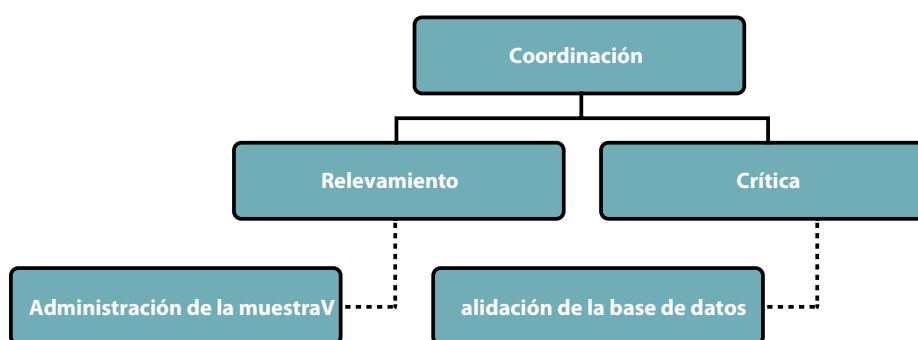 Coordinación
Relevamiento
Crítica
Administración de la muestraV
alidación de la base de datos